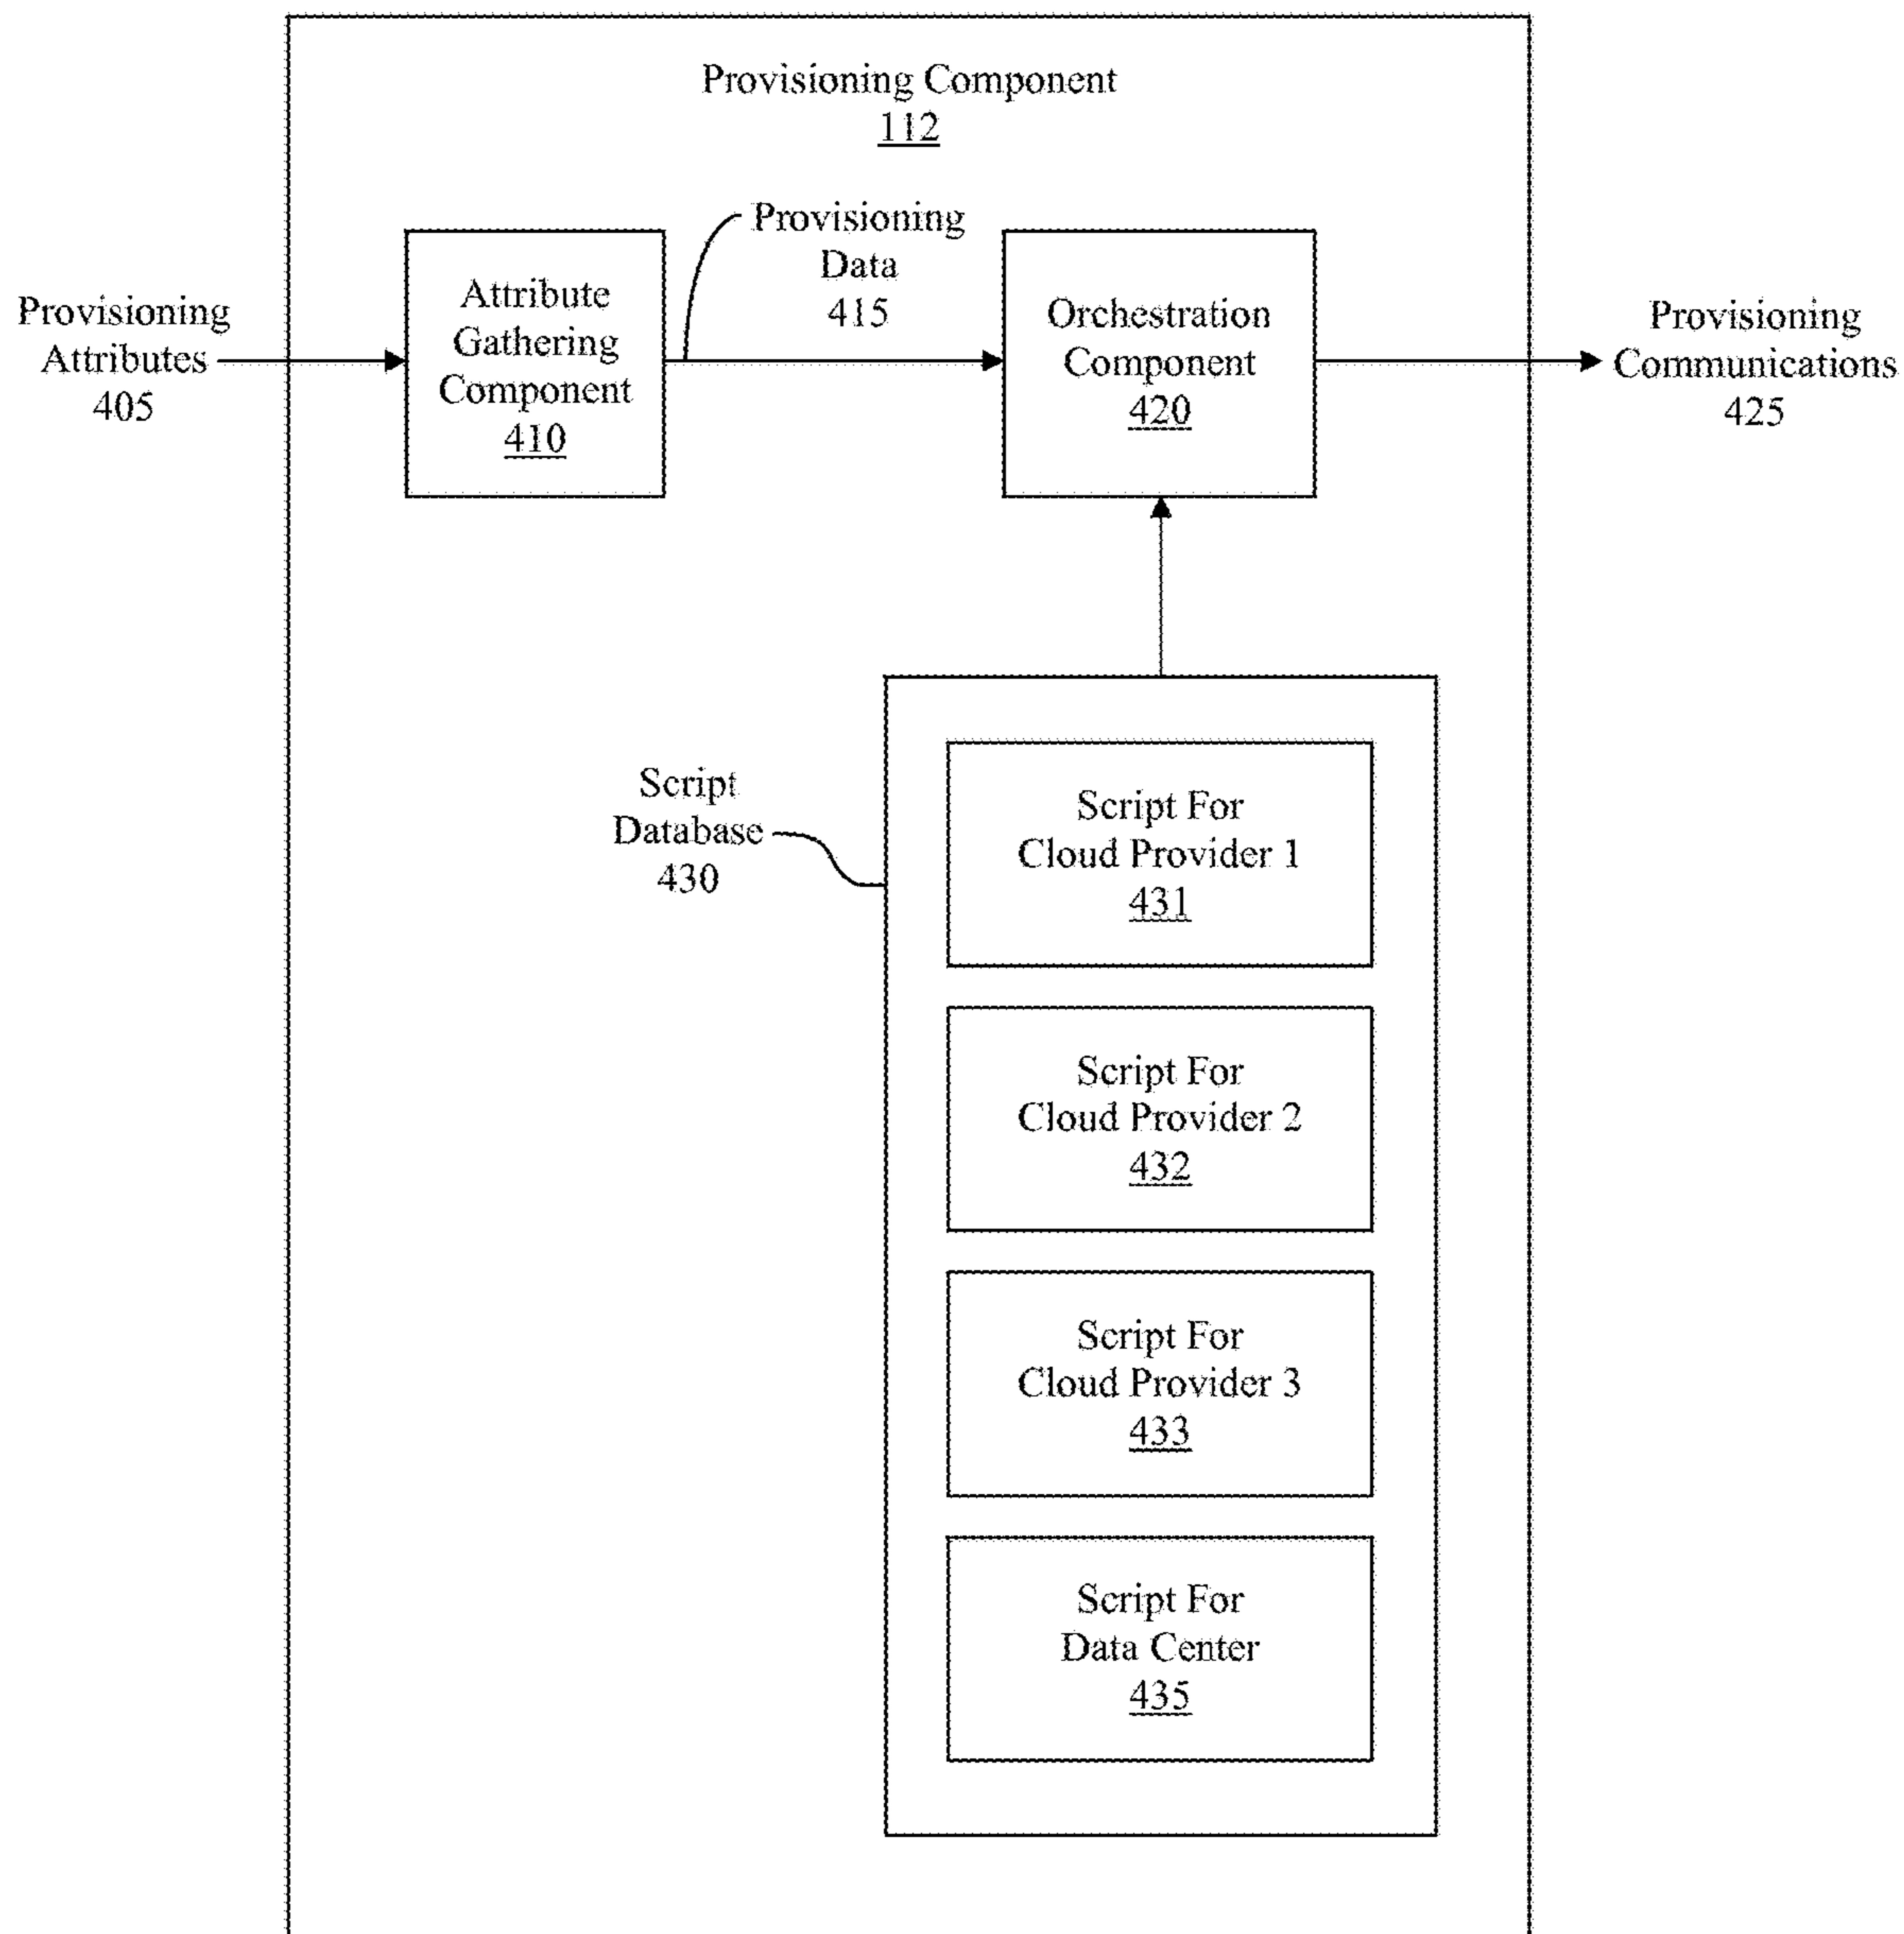 Provisioning Component
112
Provisioning
Attributes
405
Attribute
Gathering
Component
410
Provisioning
Data
415
Orchestration
Component
420
Provisioning
Communications
425
Script
Database
430
Script For
Cloud Provider 1
431
Script For
Cloud Provider 2
432
Script For
Cloud Provider 3
433
Script For
Data Center
435